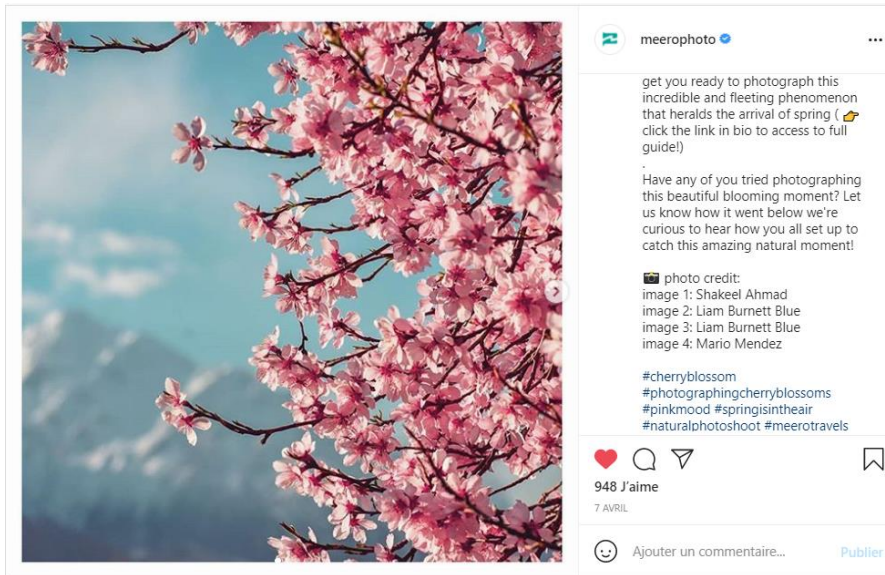 meerophoto
get you ready to photograph this
incredible and fleeting phenomenon
that heralds the arrival of spring ( 👉
click the link in bio to access to full
guide!)
.
Have any of you tried photographing
this beautiful blooming moment? Let
us know how it went below we're
curious to hear how you all set up to
catch this amazing natural moment!
📸 photo credit:
image 1: Shakeel Ahmad
image 2: Liam Burnett Blue
image 3: Liam Burnett Blue
image 4: Mario Mendez
#cherryblossom
#photographingcherryblossoms
#pinkmood #springisintheair
#naturalphotoshoot #meerotravels
948 J'aime
7 AVRIL
Ajouter un commentaire... Publier